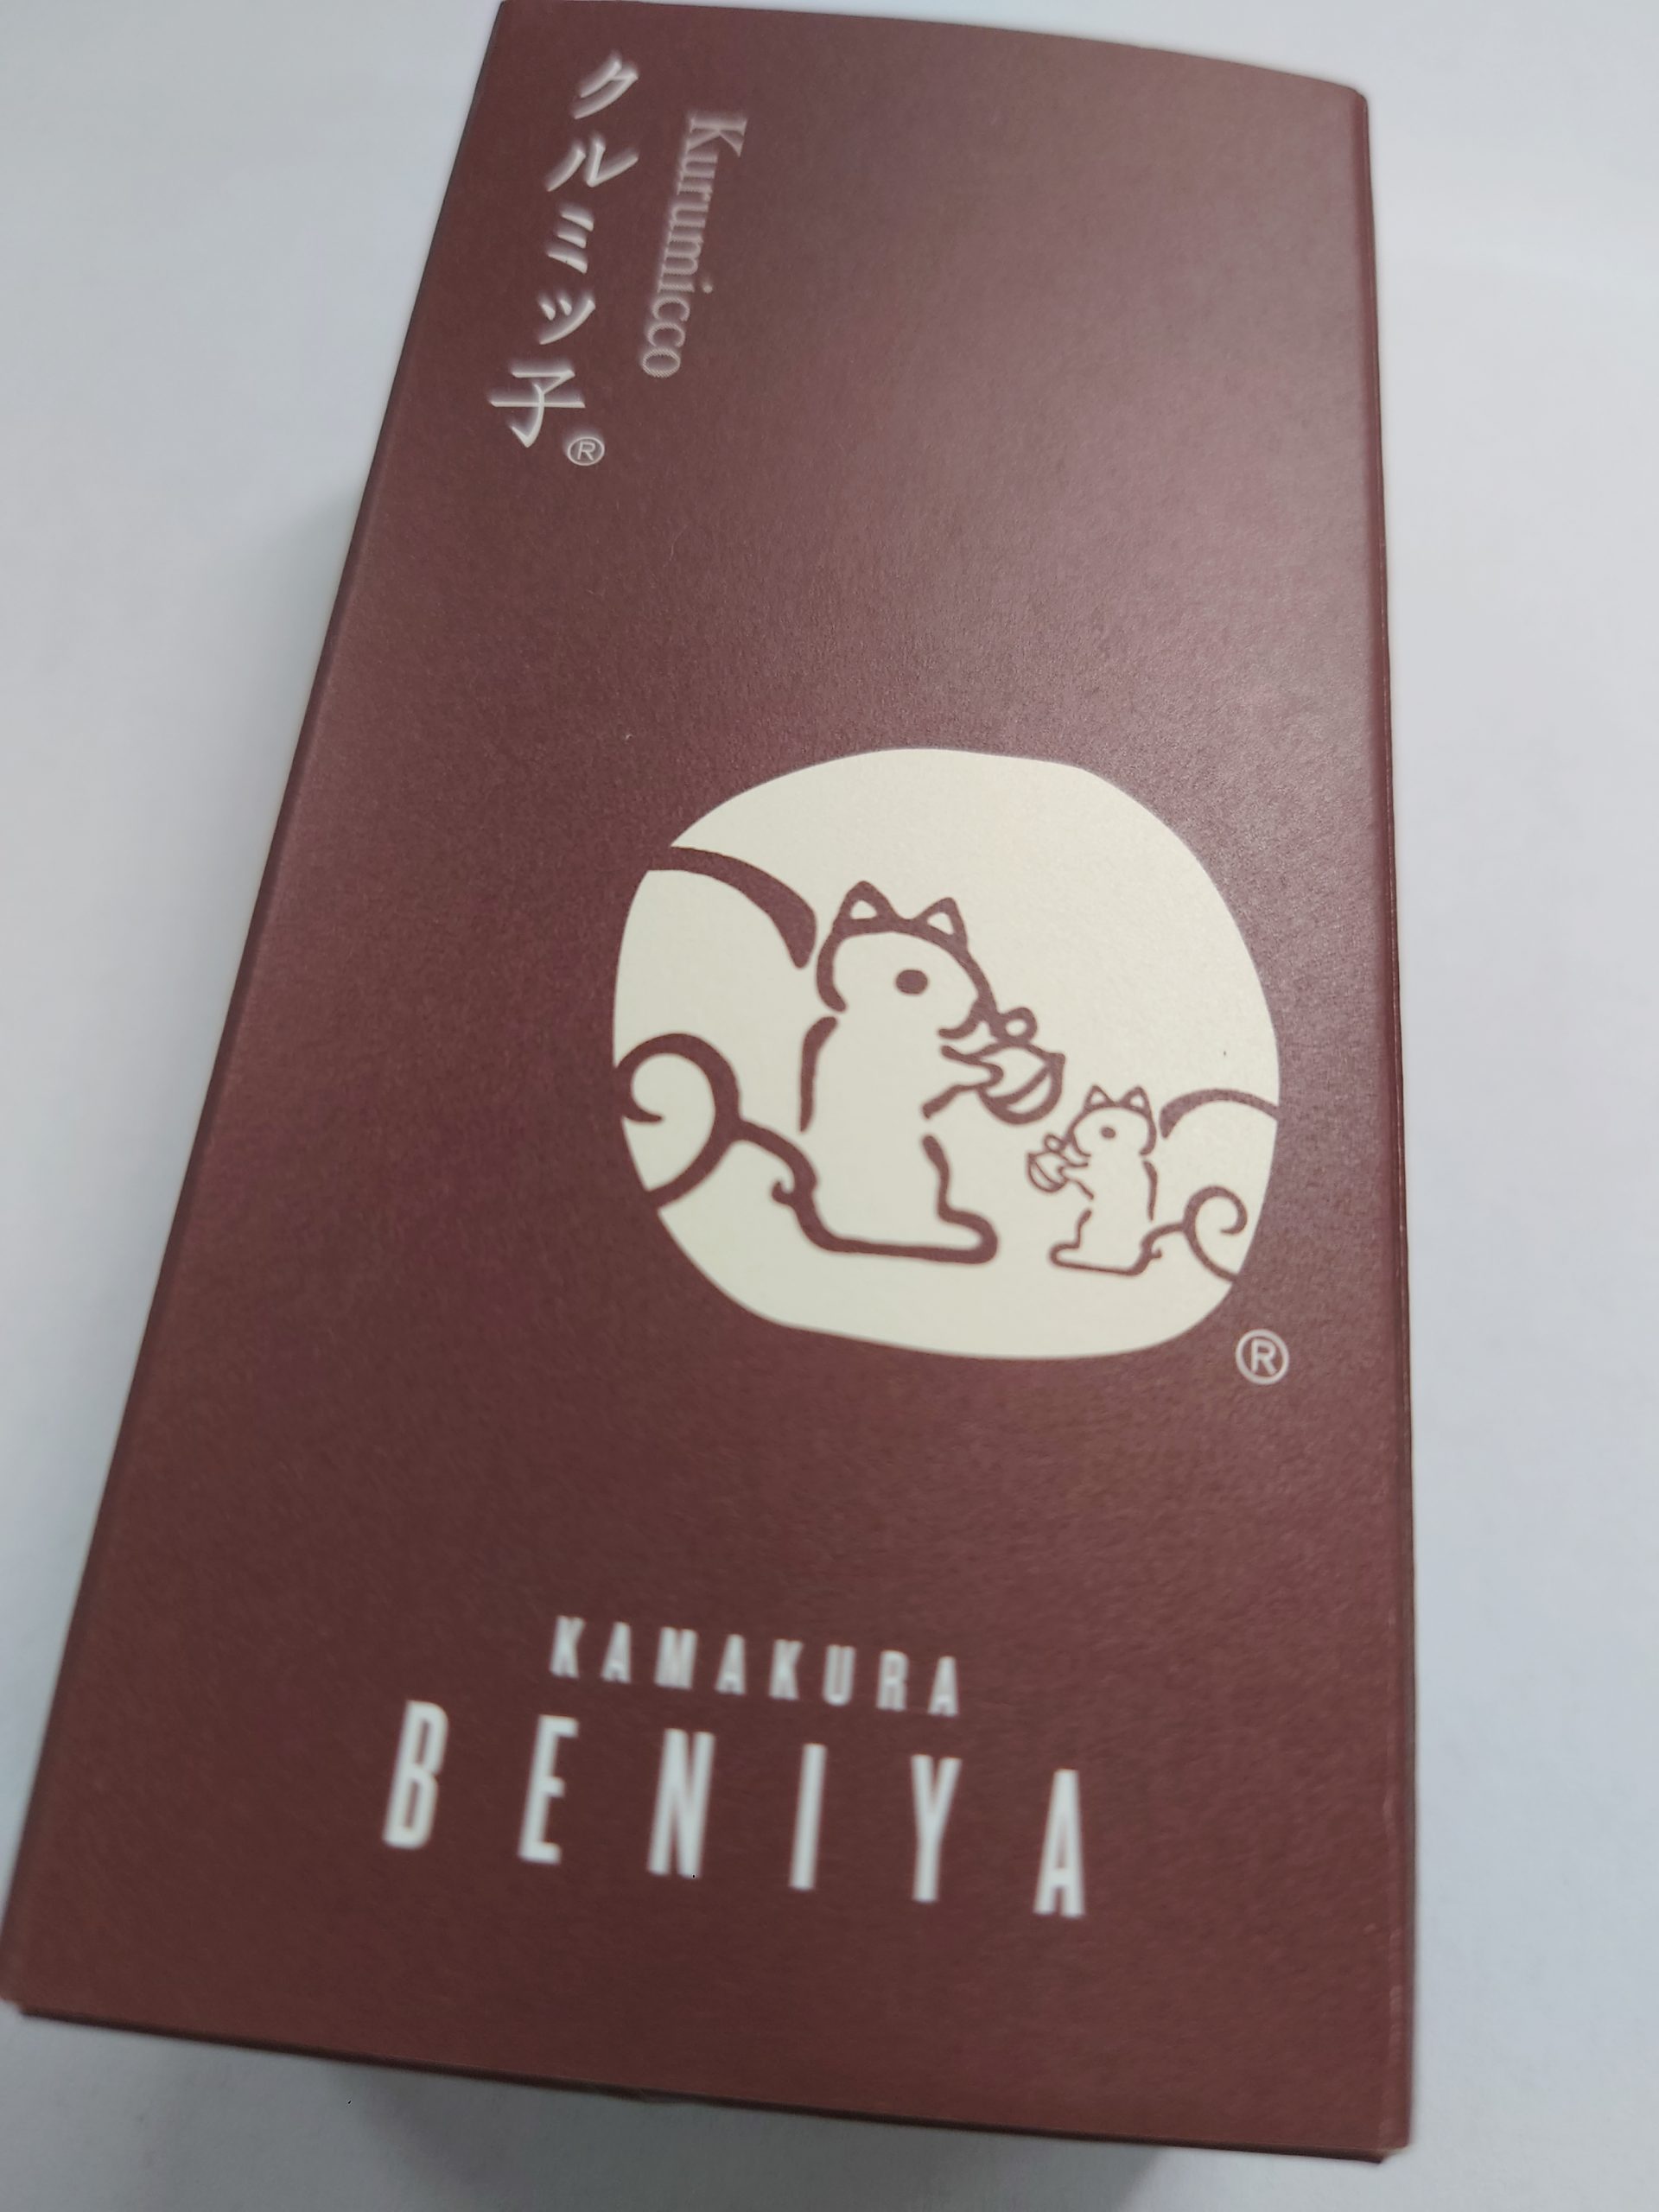 クルミッ子®
Kurumicco
®
KAMAKURA
BENIYA